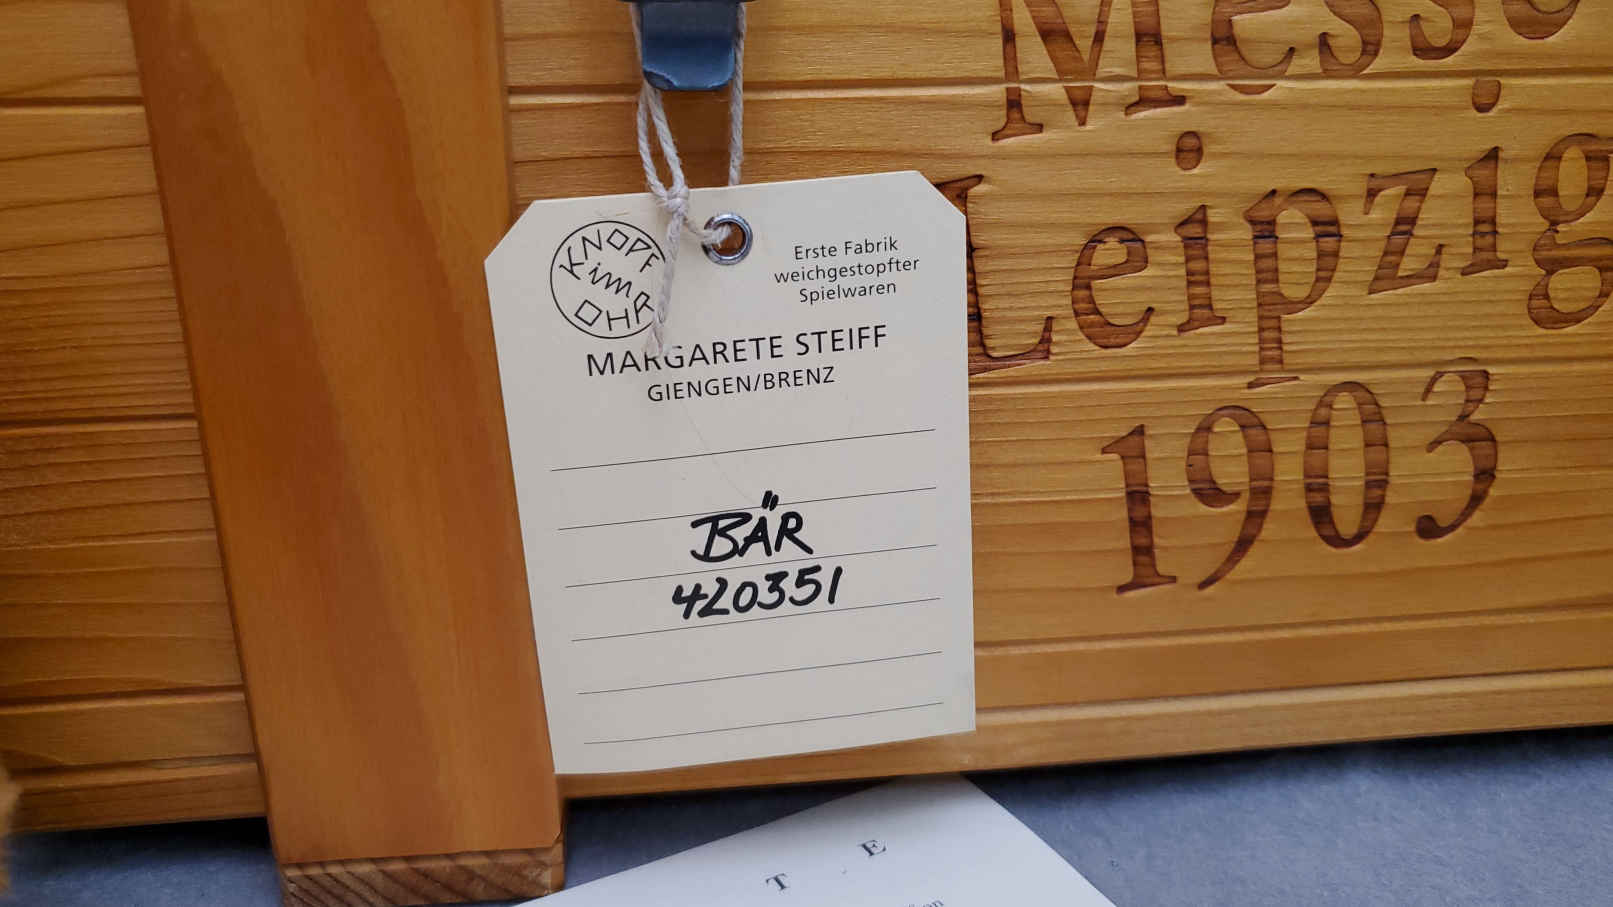 Messe
Leipzig
1903
KNOPF
im
OHR
Erste Fabrik
weichgestopfter
Spielwaren
MARGARETE STEIFF
GIENGEN/BRENZ
BÄR
420351
T E